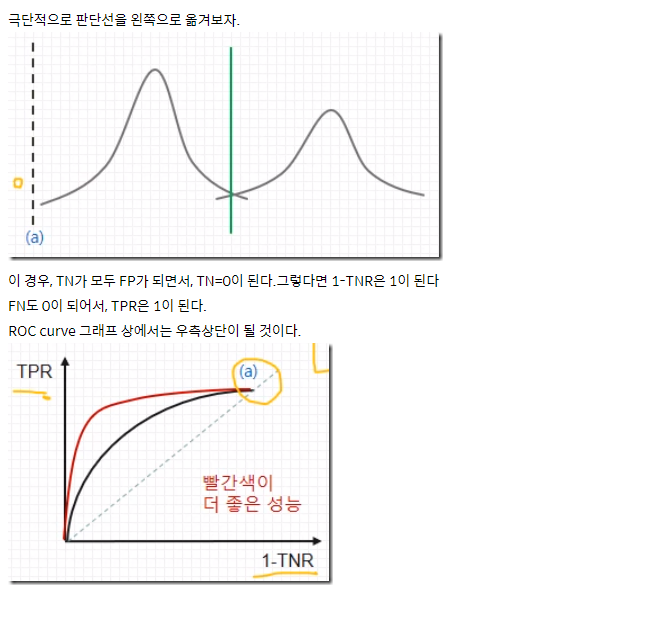 극단적으로 판단선을 왼쪽으로 옮겨보자.
(a)
이 경우, TN가 모두 FP가 되면서, TN=0이 된다.그렇다면 1-TNR은 1이 된다
FN도 0이 되어서, TPR은 1이 된다.
ROC curve 그래프 상에서는 우측상단이 될 것이다.
TPR
(a)
빨간색이
더 좋은 성능
1-TNR